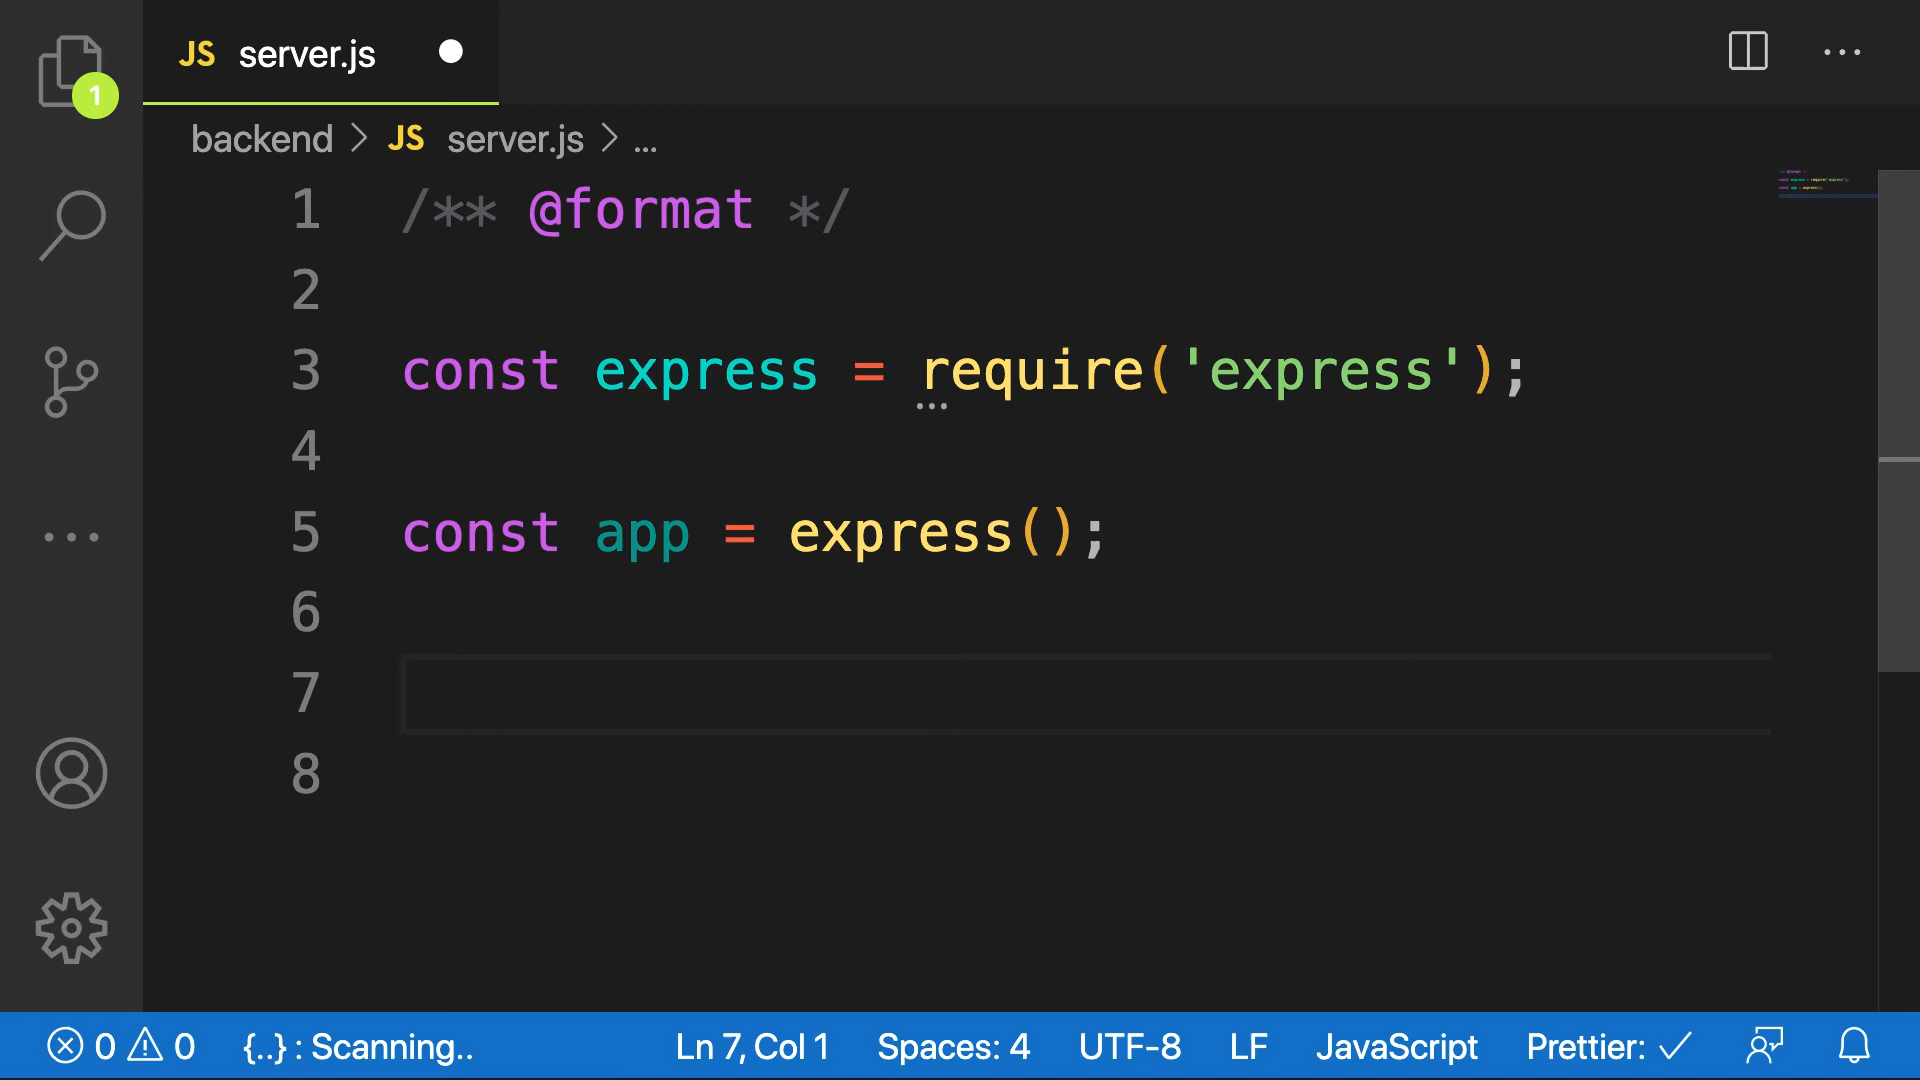 JS server.js
1
backend > JS server.js > ...
1 /** @format */
2
3 const express = require('express');
4
5 const app = express();
6
7
8
0 0 {..} : Scanning.. Ln 7, Col 1 Spaces: 4 UTF-8 LF JavaScript Prettier: ✓